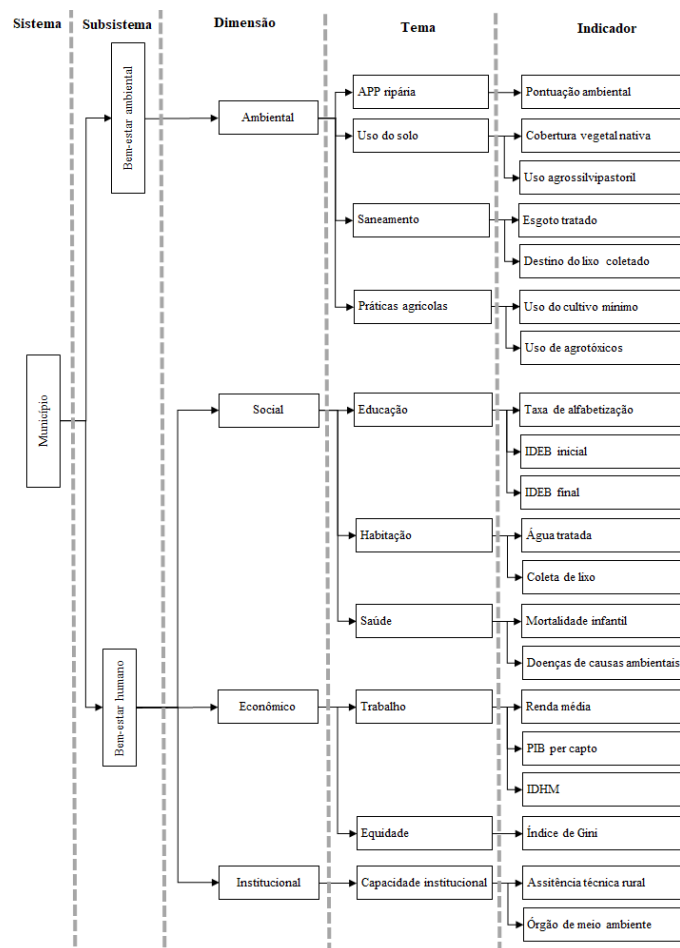 Sistema
Subsistema
Dimensão
Tema
Indicador
Município
Bem-estar ambiental
Ambiental
APP ripária
Pontuação ambiental
Uso do solo
Cobertura vegetal nativa
Uso agrossilvipastoril
Saneamento
Esgoto tratado
Destino do lixo coletado
Práticas agrícolas
Uso do cultivo mínimo
Uso de agrotóxicos
Bem-estar humano
Social
Educação
Taxa de alfabetização
IDEB inicial
IDEB final
Habitação
Água tratada
Coleta de lixo
Saúde
Mortalidade infantil
Doenças de causas ambientais
Econômico
Trabalho
Renda média
PIB per capto
IDHM
Equidade
Índice de Gini
Institucional
Capacidade institucional
Assitência técnica rural
Órgão de meio ambiente